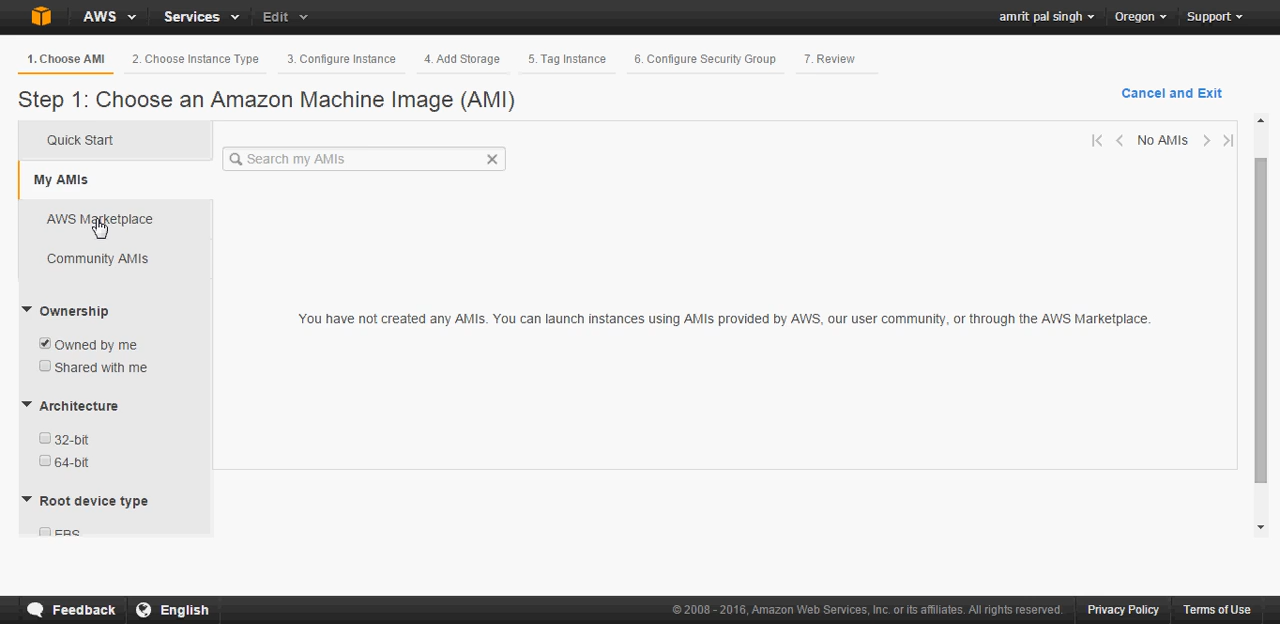 AWS Services Edit amrit pal singh Oregon Support
1. Choose AMI 2. Choose Instance Type 3. Configure Instance 4. Add Storage 5. Tag Instance 6. Configure Security Group 7. Review
Step 1: Choose an Amazon Machine Image (AMI) Cancel and Exit
Quick Start
My AMIs
AWS Marketplace
Community AMIs
Ownership
Owned by me
Shared with me
Architecture
32-bit
64-bit
Root device type
EBS
Search my AMIs
No AMIs
You have not created any AMIs. You can launch instances using AMIs provided by AWS, our user community, or through the AWS Marketplace.
Feedback English © 2008 - 2016, Amazon Web Services, Inc. or its affiliates. All rights reserved. Privacy Policy Terms of Use